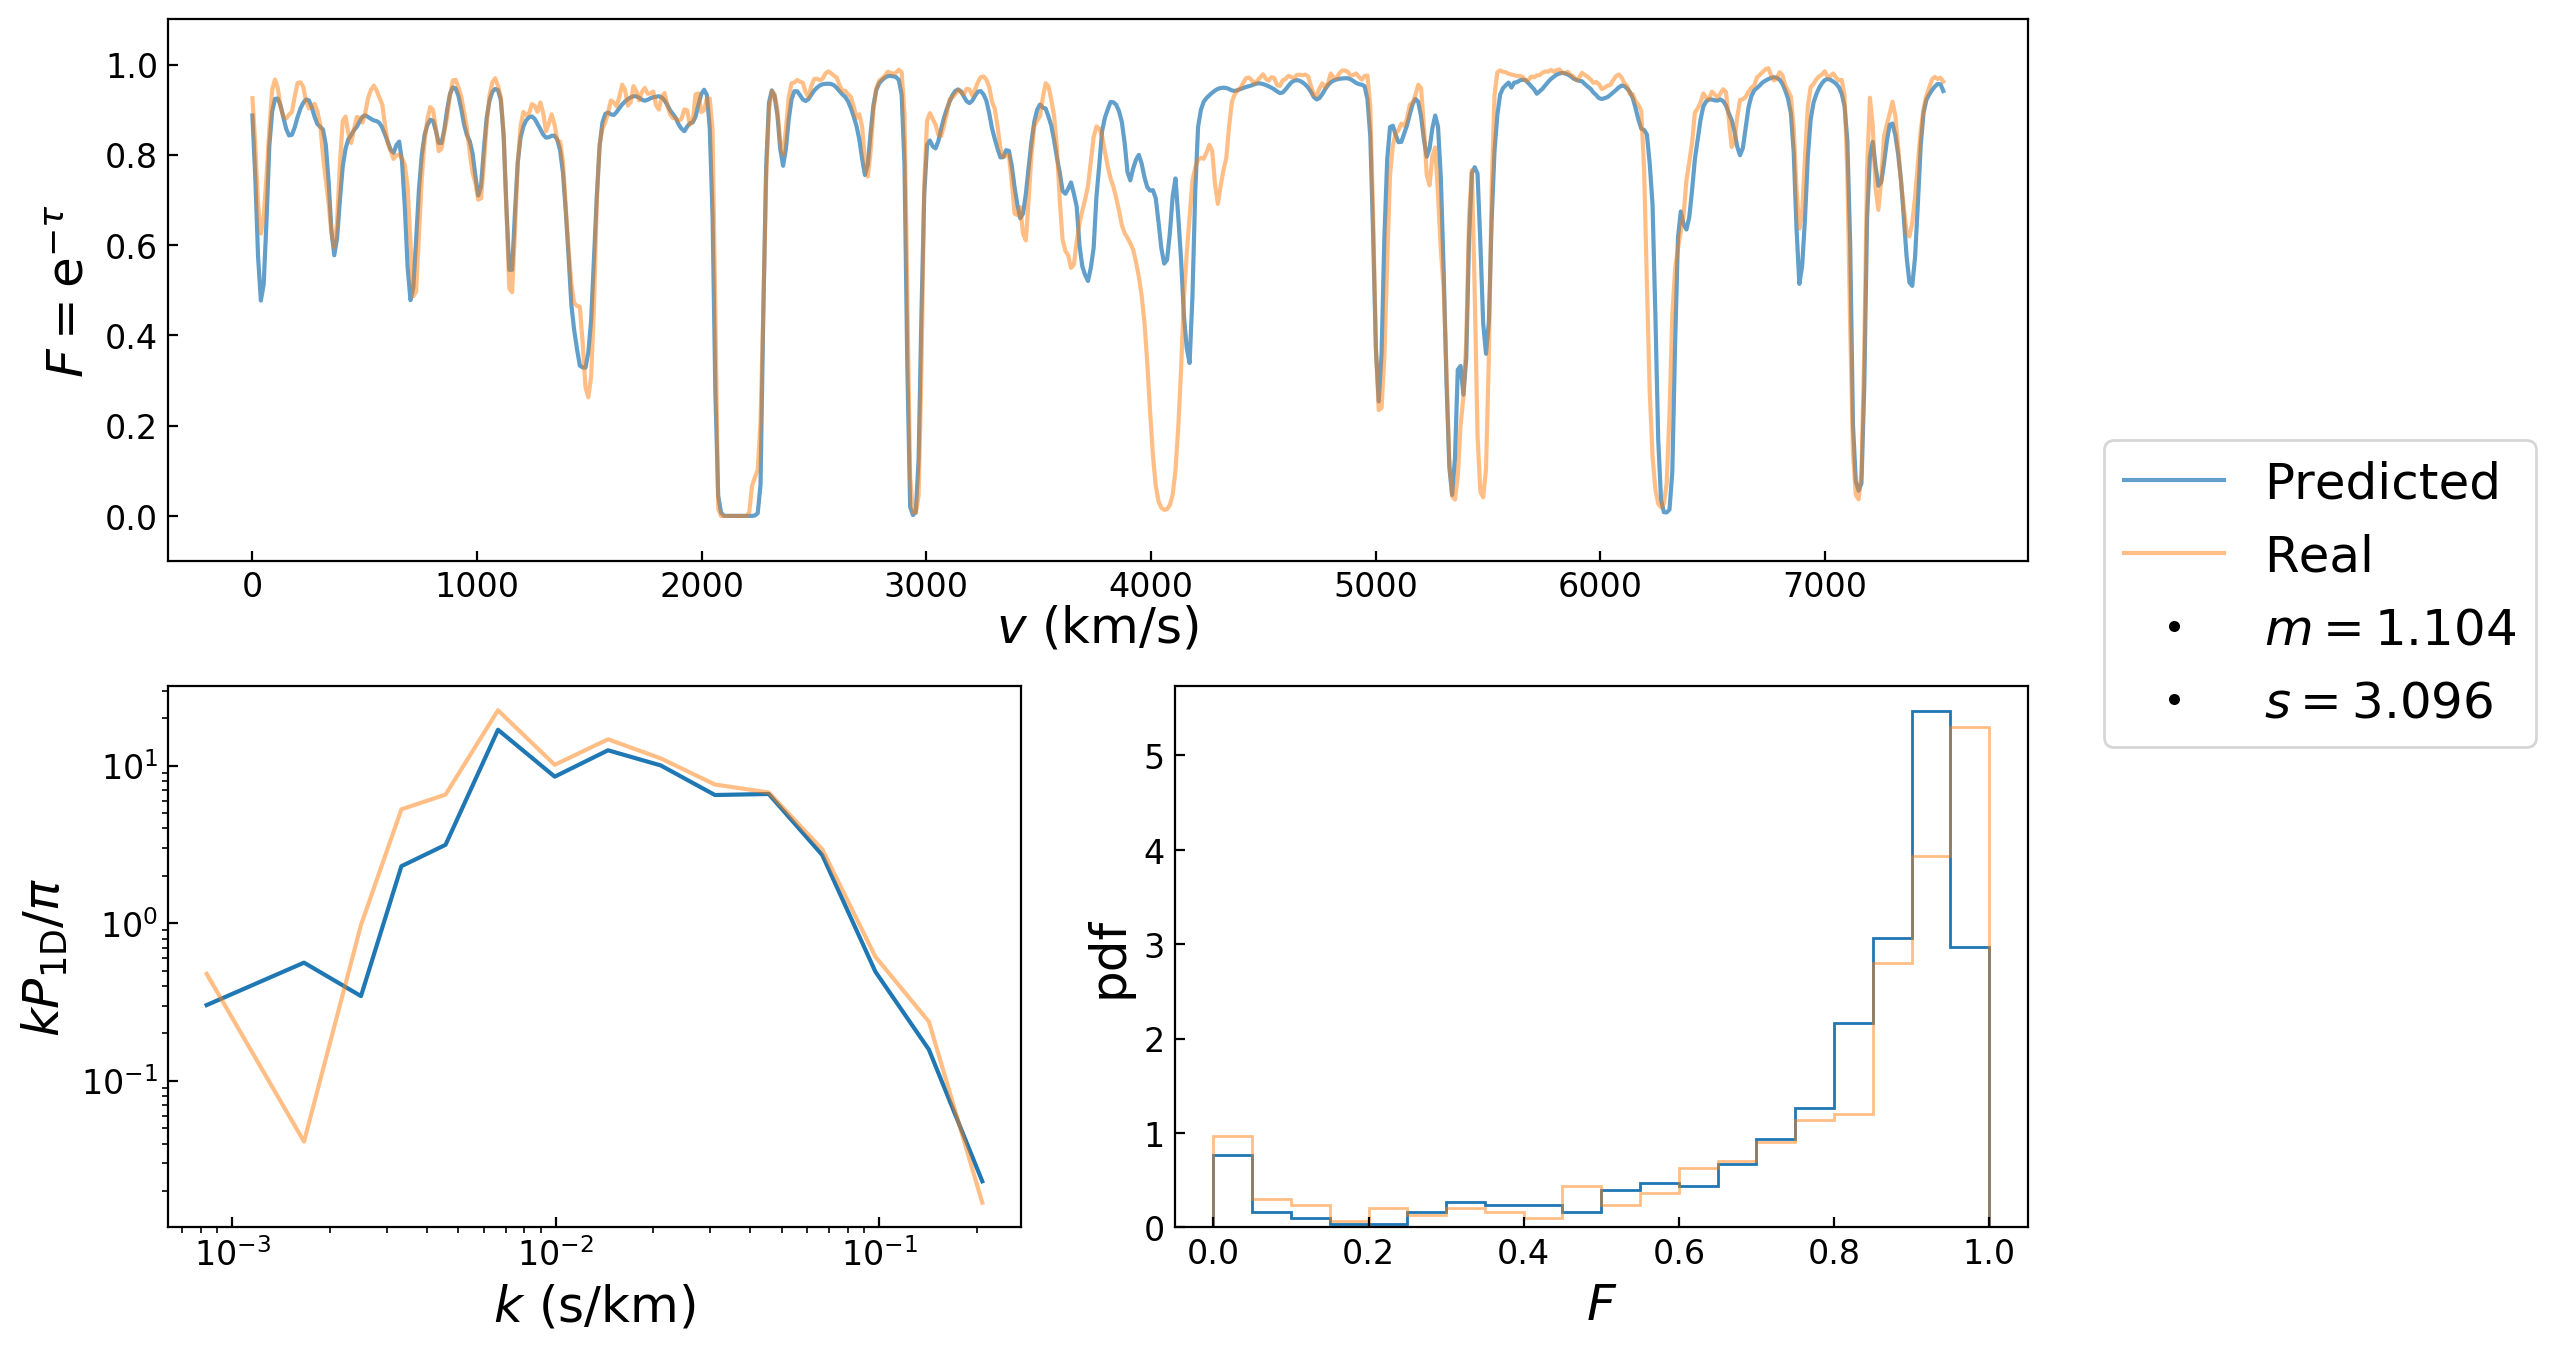 1.0
0.8
0.6
0.4
0.2
0.0
F = e^{−τ}
0 1000 2000 3000 4000 5000 6000 7000
v (km/s)
Predicted
Real
m = 1.104
s = 3.096
10^1
10^0
10^{−1}
kP_{1D}/π
10^{−3} 10^{−2} 10^{−1}
k (s/km)
5
4
3
2
1
0
pdf
0.0 0.2 0.4 0.6 0.8 1.0
F